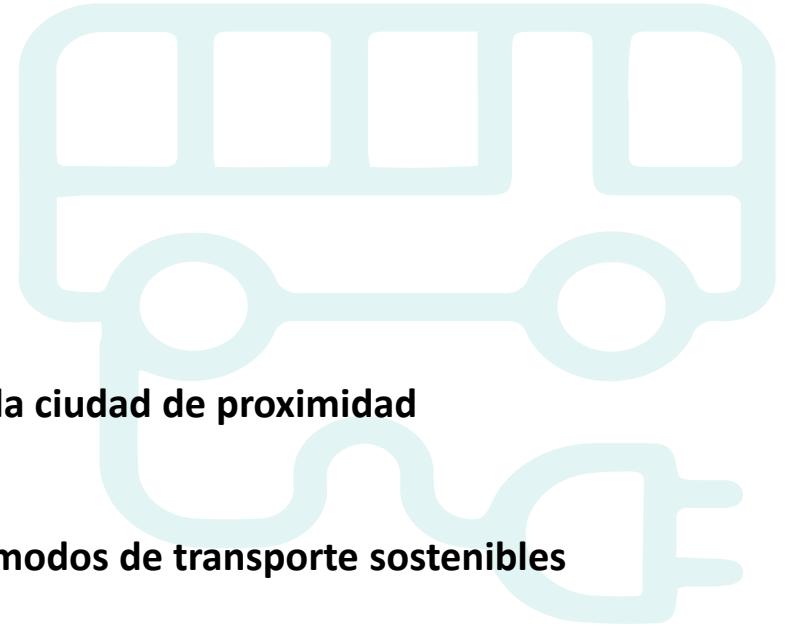 la ciudad de proximidad
modos de transporte sostenibles